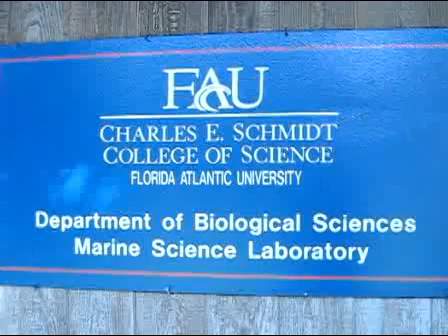 FAU
CHARLES E. SCHMIDT
COLLEGE OF SCIENCE
FLORIDA ATLANTIC UNIVERSITY
Department of Biological Sciences
Marine Science Laboratory